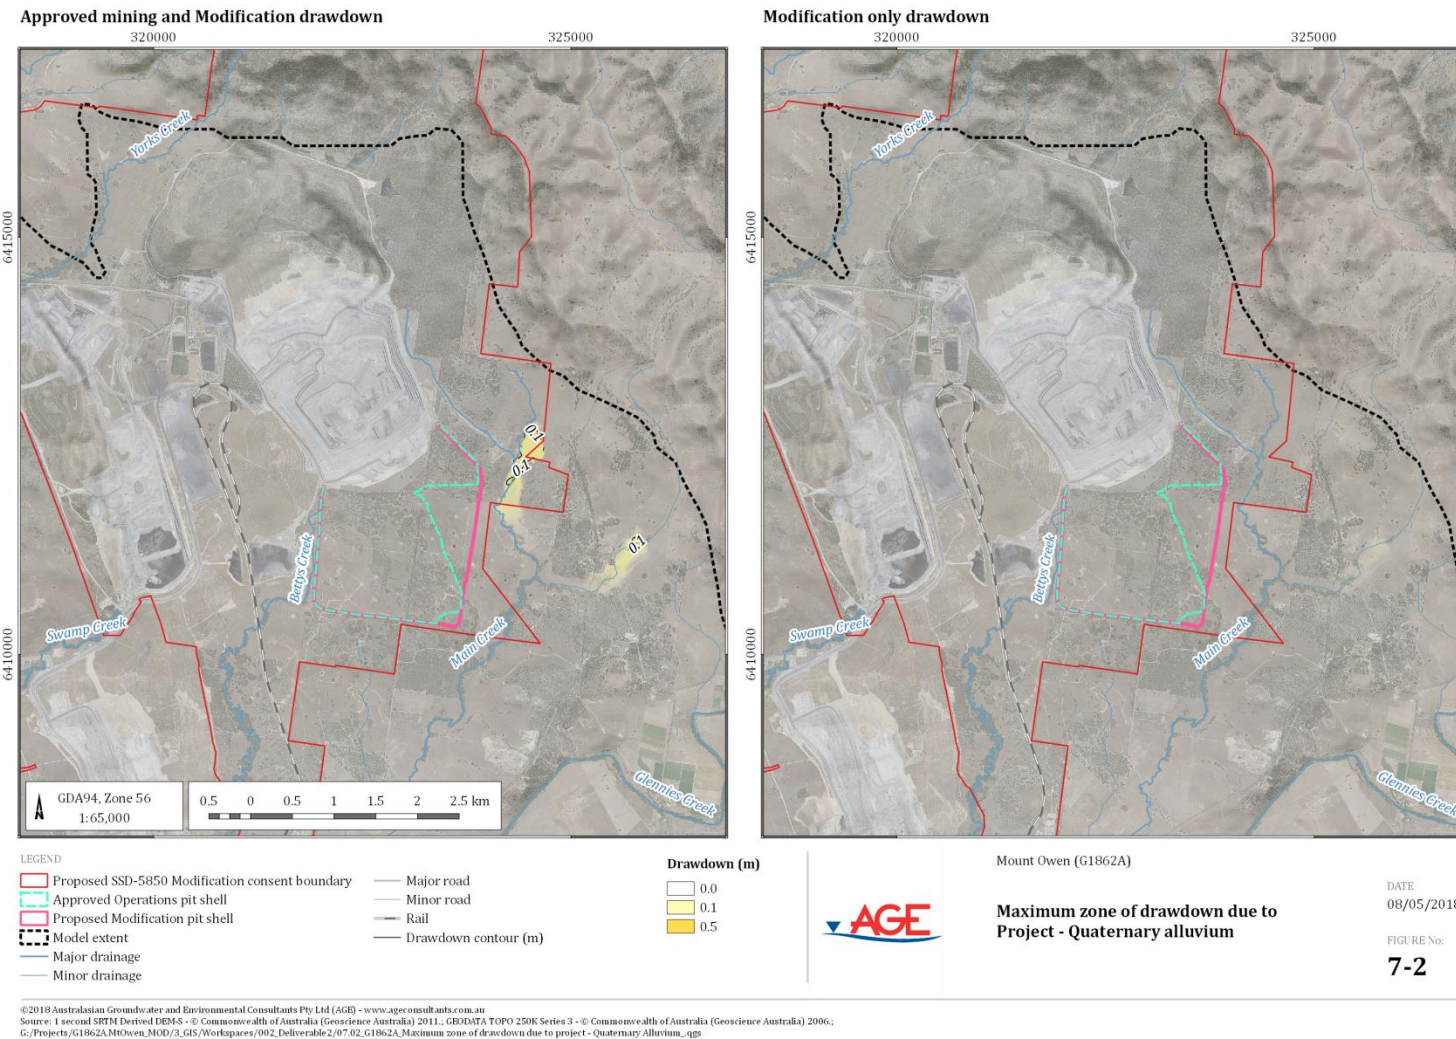 Approved mining and Modification drawdown
320000
325000
6415000
6410000
Yorks Creek
0.1
0.1
0.1
Bettys Creek
Swamp Creek
Main Creek
Glennies Creek
GDA94, Zone 56
1:65,000
0.5 0 0.5 1 1.5 2 2.5 km
Modification only drawdown
320000
325000
6415000
6410000
Yorks Creek
Bettys Creek
Swamp Creek
Main Creek
Glennies Creek
LEGEND
Proposed SSD-5850 Modification consent boundary
Approved Operations pit shell
Proposed Modification pit shell
Model extent
Major drainage
Minor drainage
Major road
Minor road
Rail
Drawdown contour (m)
Drawdown (m)
0.0
0.1
0.5
AGE
Mount Owen (G1862A)
Maximum zone of drawdown due to
Project - Quaternary alluvium
DATE
08/05/2018
FIGURE No:
7-2
©2018 Australasian Groundwater and Environmental Consultants Pty Ltd (AGE) - www.ageconsultants.com.au
Source: 1 second SRTM Derived DEM-S - © Commonwealth of Australia (Geoscience Australia) 2011.; GEODATA TOPO 250K Series 3 - © Commonwealth of Australia (Geoscience Australia) 2006.;
G:/Projects/G1862A.MtOwen_MOD/3_GIS/Workspaces/002_Deliverable2/07.02_G1862A_Maximum zone of drawdown due to project - Quaternary Alluvium_.qgs